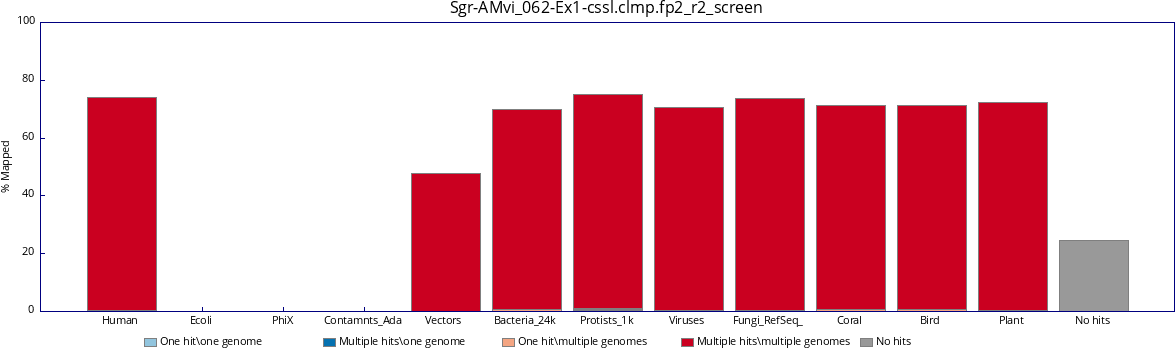 Sgr-AMvi_062-Ex1-cssl.clmp.fp2_r2_screen
100
80
60
40
20
0
% Mapped
Human Ecoli PhiX Contamnts_Ada Vectors Bacteria_24k Protists_1k Viruses Fungi_RefSeq_ Coral Bird Plant No hits
One hit\one genome Multiple hits\one genome One hit\multiple genomes Multiple hits\multiple genomes No hits